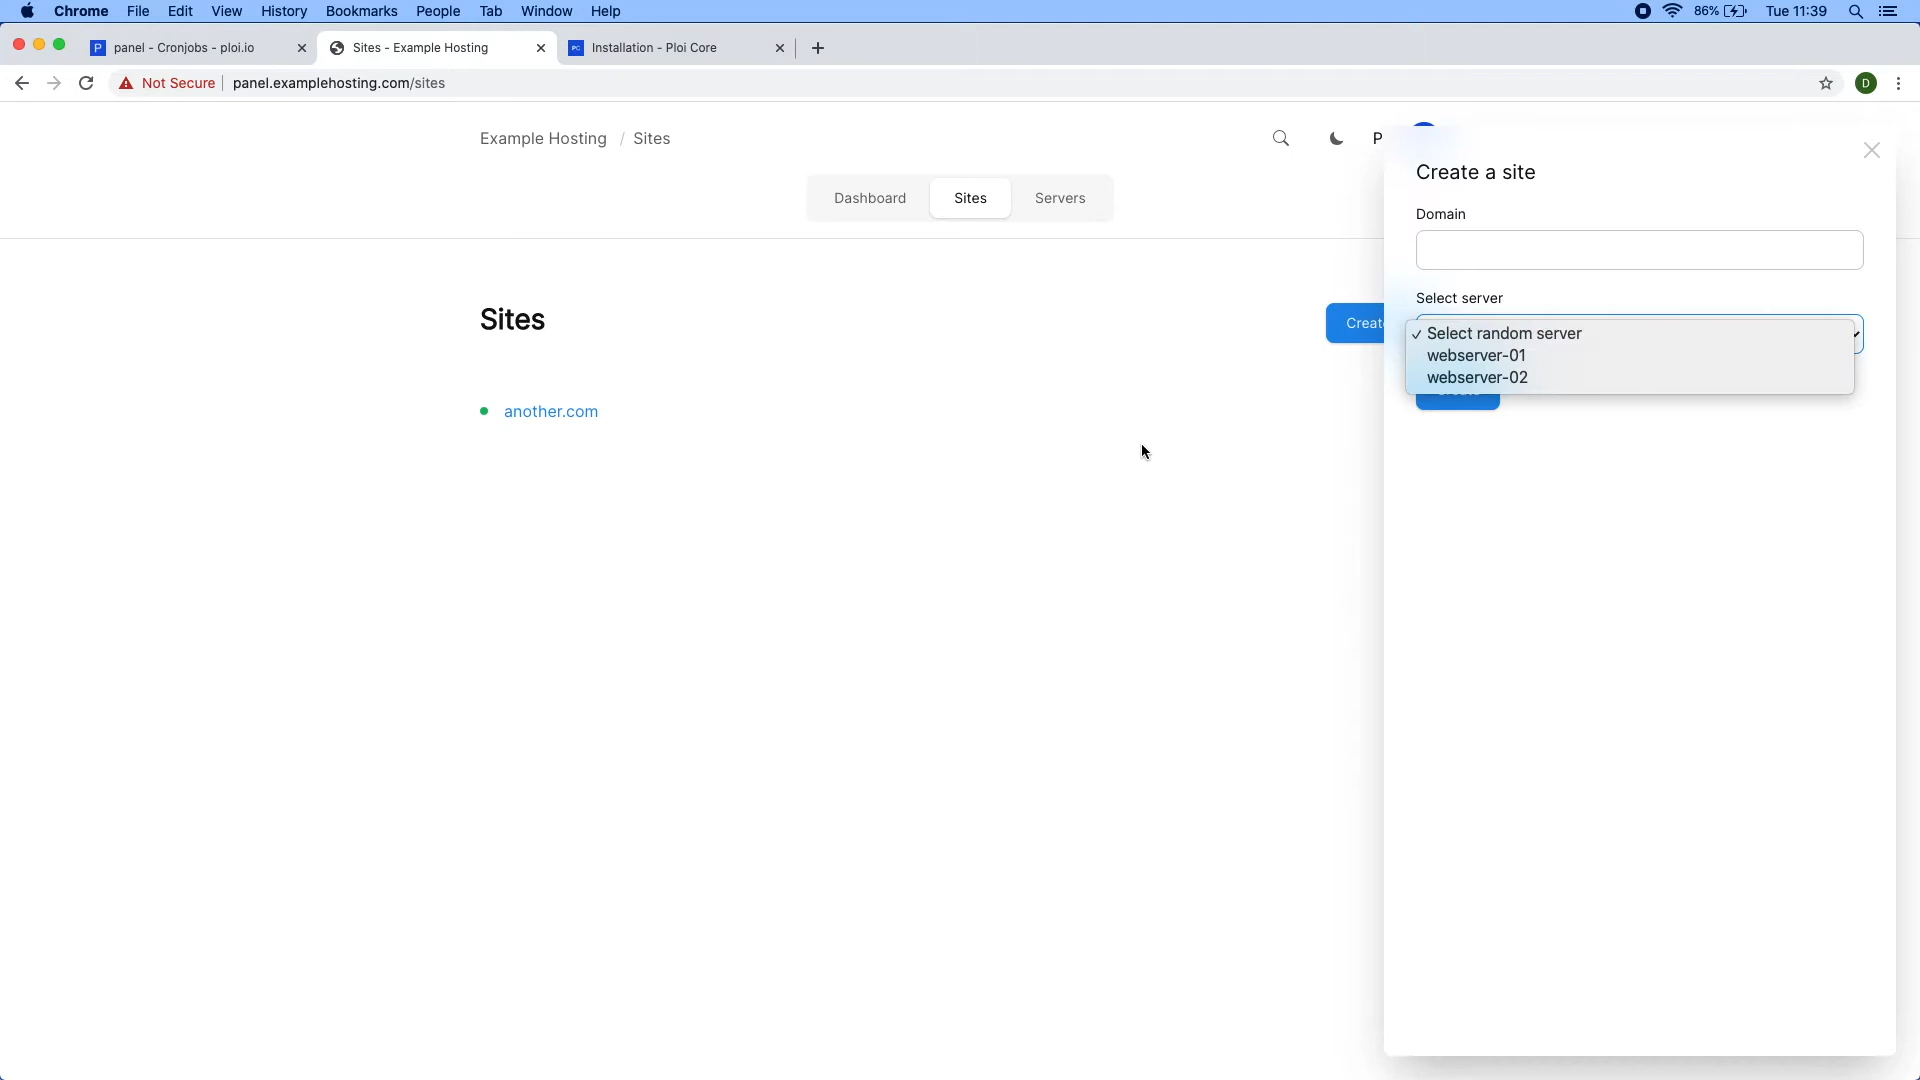 Chrome File Edit View History Bookmarks People Tab Window Help 86% Tue 11:39
P panel - Cronjobs - ploi.io Sites - Example Hosting PC Installation - Ploi Core
Not Secure panel.examplehosting.com/sites D
Example Hosting / Sites P
Dashboard Sites Servers
Sites
another.com
Create a site
Domain
Select server
✓ Select random server
webserver-01
webserver-02